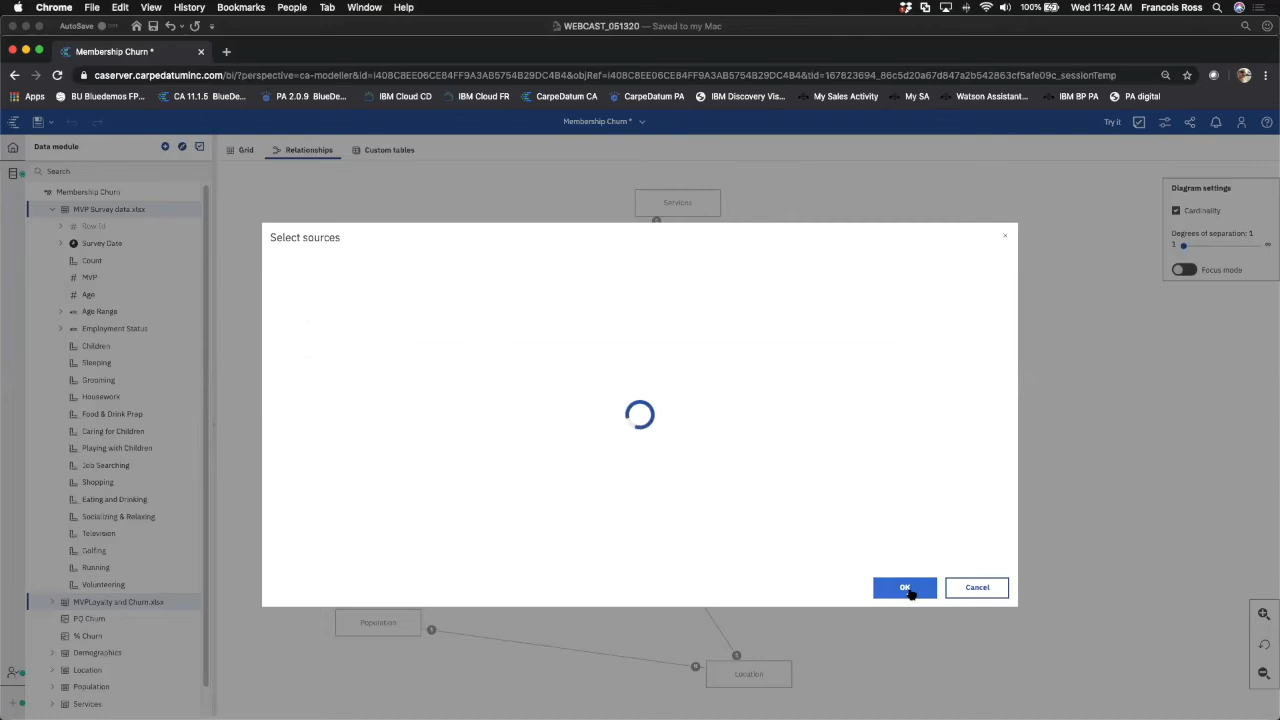 Chrome File Edit View History Bookmarks People Tab Window Help 100% Wed 11:42 AM Francois Ross
AutoSave WEBCAST_051320 — Saved to my Mac
Membership Churn *
caserver.carpedatuminc.com/bi/?perspective=ca-modeller&id=i408C8EE06CE84FF9A3AB5754B29DC4B4&objRef=i408C8EE06CE84FF9A3AB5754B29DC4B4&tid=167823694_86c5d20a67d847a2b542863cf5afe09c_sessionTemp
Apps BU Bluedemos FP... CA 11.1.5 BlueDe... PA 2.0.9 BlueDe... IBM Cloud CD IBM Cloud FR CarpeDatum CA CarpeDatum PA IBM Discovery Vis... My Sales Activity My SA Watson Assistant... IBM BP PA PA digital
Membership Churn * Try it
Data module Grid Relationships Custom tables
Search
Membership Churn
MVP Survey data.xlsx
Row Id
Survey Date
Count
MVP
Age
Age Range
Employment Status
Children
Sleeping
Grooming
Housework
Food & Drink Prep
Caring for Children
Playing with Children
Job Searching
Shopping
Eating and Drinking
Socializing & Relaxing
Television
Golfing
Running
Volunteering
MVPLoyalty and Churn.xlsx
PQ Churn
% Churn
Demographics
Location
Population
Services
Services
Diagram settings
Cardinality
Degrees of separation: 1
1 ∞
Focus mode
Select sources
×
OK Cancel
Population
Location